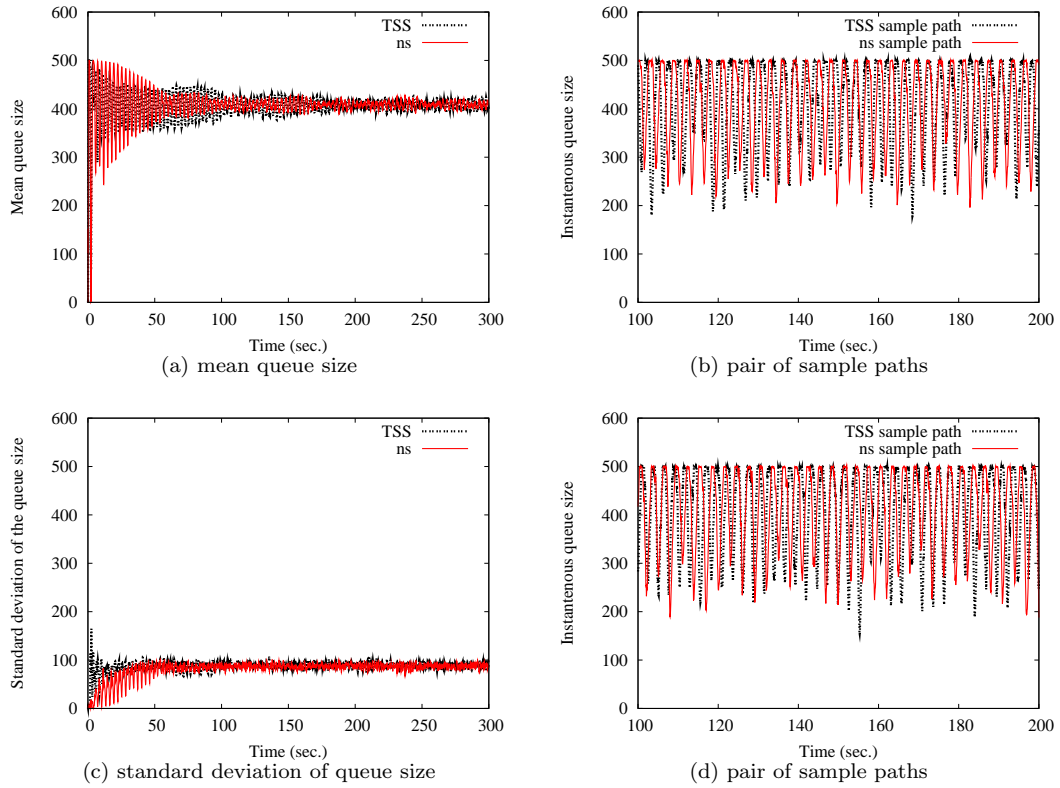 600
500
400
300
200
100
0
Mean queue size
TSS
ns
0 50 100 150 200 250 300
Time (sec.)
(a) mean queue size
600
500
400
300
200
100
0
Instantenous queue size
TSS sample path
ns sample path
100 120 140 160 180 200
Time (sec.)
(b) pair of sample paths
600
500
400
300
200
100
0
Standard deviation of the queue size
TSS
ns
0 50 100 150 200 250 300
Time (sec.)
(c) standard deviation of queue size
600
500
400
300
200
100
0
Instantenous queue size
TSS sample path
ns sample path
100 120 140 160 180 200
Time (sec.)
(d) pair of sample paths